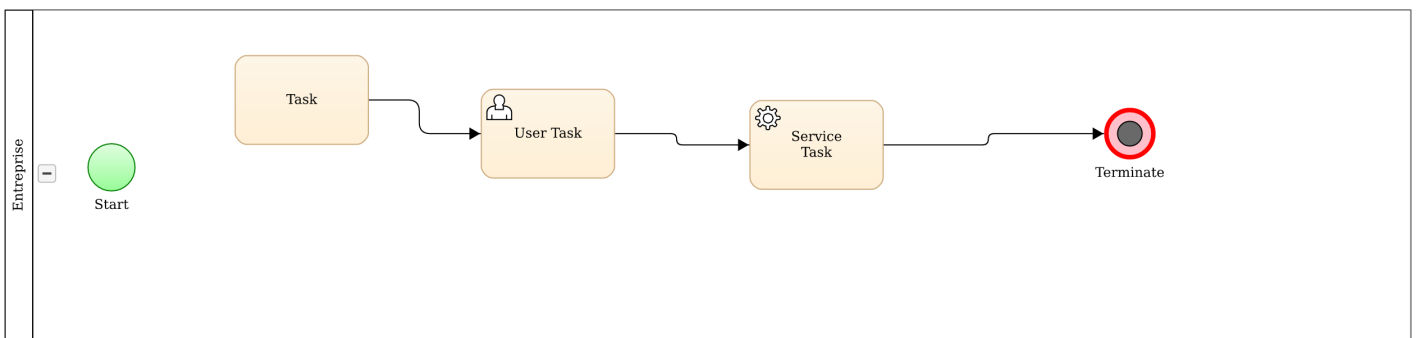 Entreprise
Start
Task
User Task
Service
Task
Terminate